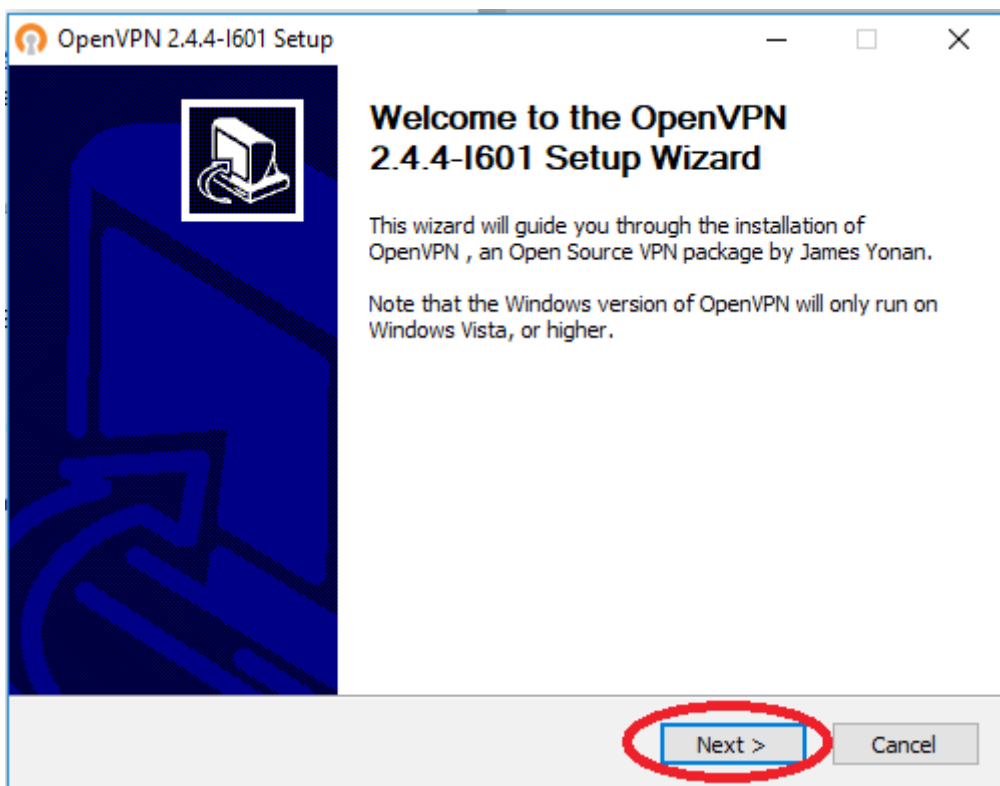 OpenVPN 2.4.4-I601 Setup
Welcome to the OpenVPN
2.4.4-I601 Setup Wizard
This wizard will guide you through the installation of
OpenVPN , an Open Source VPN package by James Yonan.
Note that the Windows version of OpenVPN will only run on
Windows Vista, or higher.
Next >
Cancel